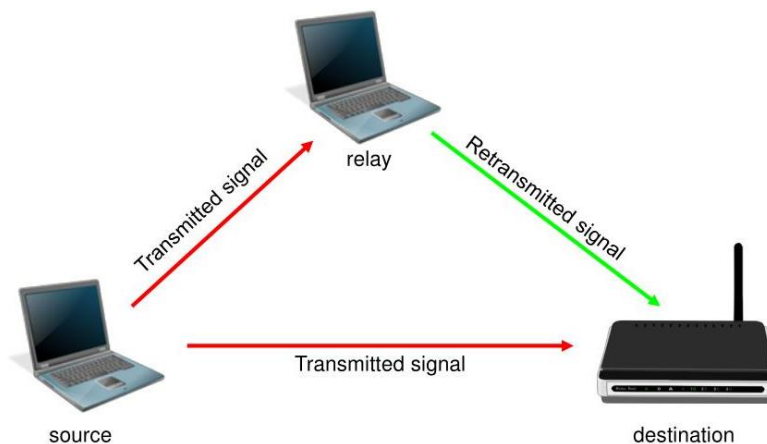 relay
Transmitted signal
Retransmitted signal
Transmitted signal
source
destination